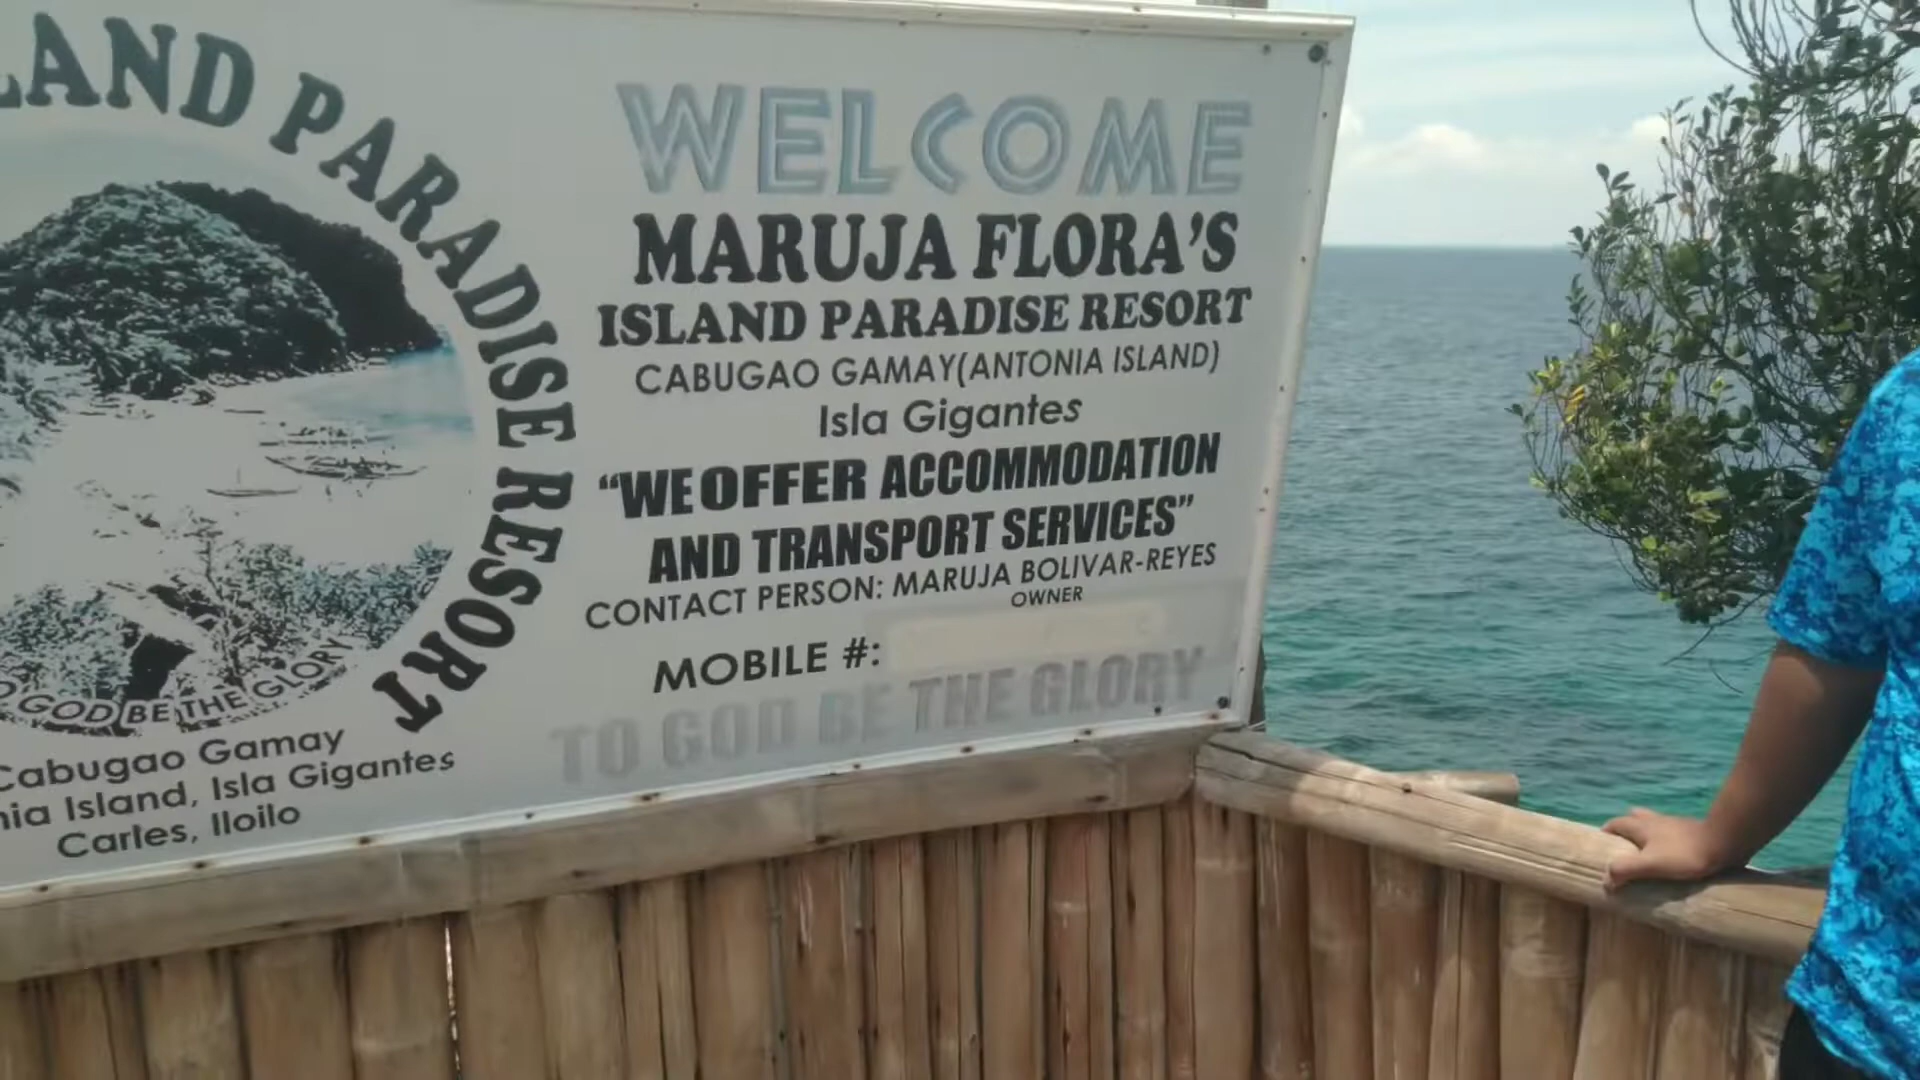 LAND PARADISE RESORT
GOD BE THE GLORY
Cabugao Gamay
nia Island, Isla Gigantes
Carles, Iloilo
WELCOME
MARUJA FLORA'S
ISLAND PARADISE RESORT
CABUGAO GAMAY(ANTONIA ISLAND)
Isla Gigantes
"WE OFFER ACCOMMODATION
AND TRANSPORT SERVICES"
CONTACT PERSON: MARUJA BOLIVAR-REYES
OWNER
MOBILE #:
TO GOD BE THE GLORY